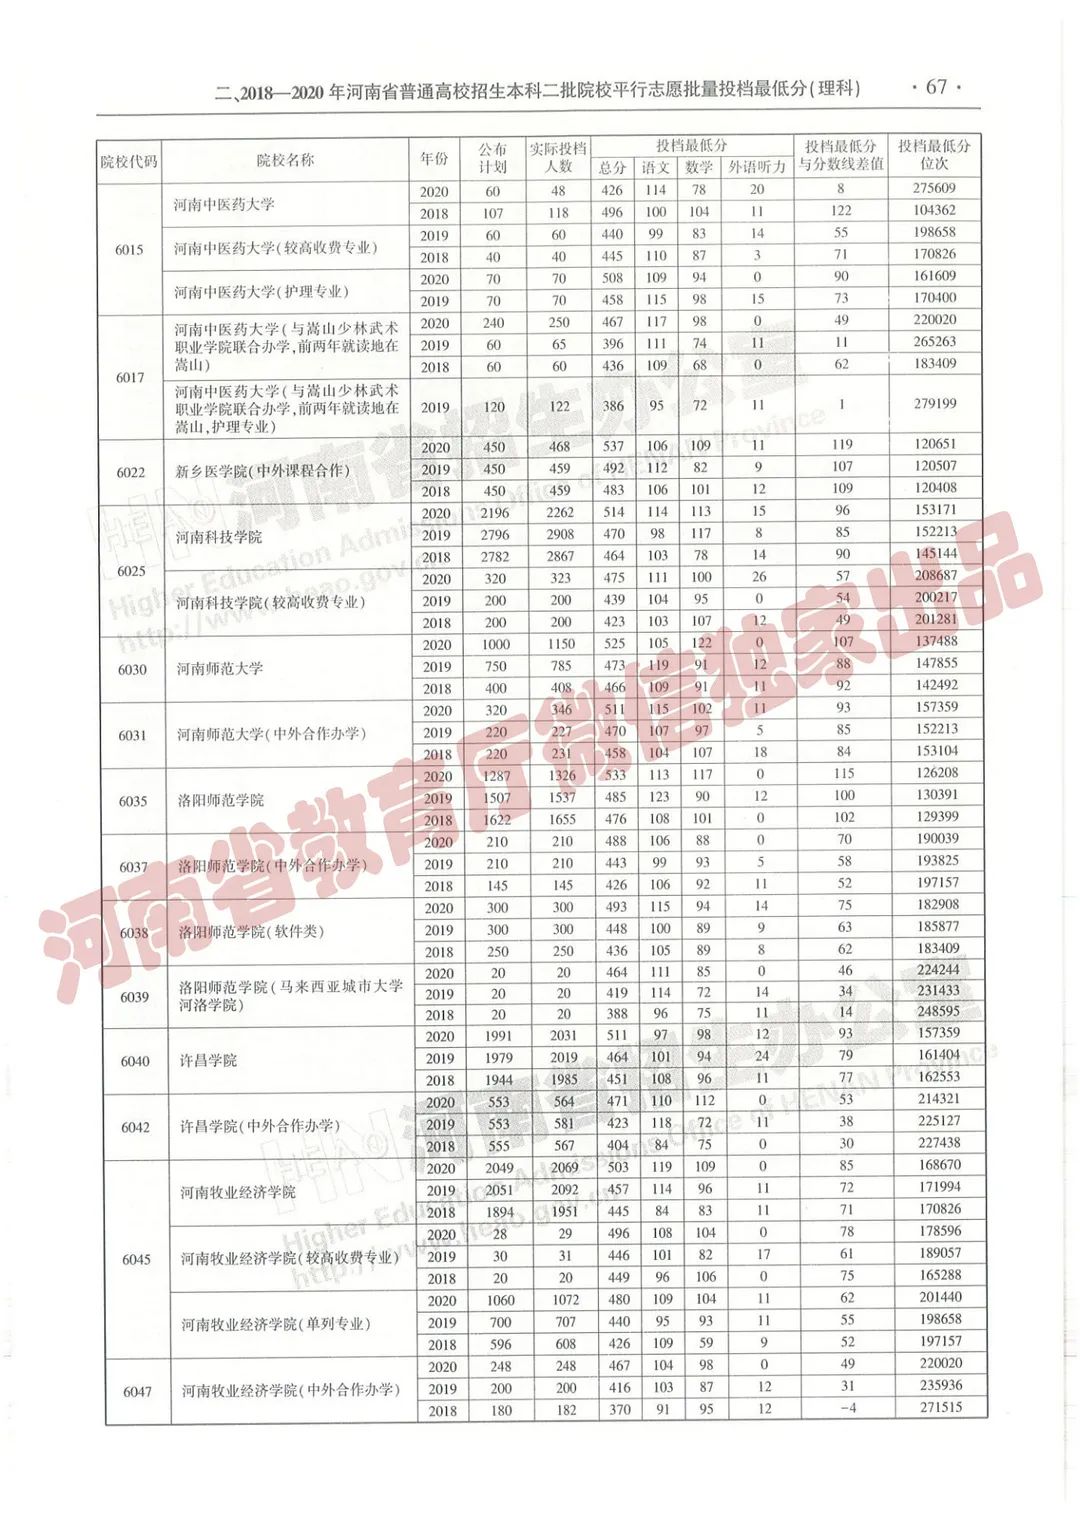 二、2018—2020年河南省普通高校招生本科二批院校平行志愿批量投档最低分(理科) ·67·
院校代码 院校名称 年份 公布计划 实际投档人数 投档最低分 投档最低分与分数线差值 投档最低分位次
总分 语文 数学 外语听力
6015 河南中医药大学 2020 60 48 426 114 78 20 8 275609
2018 107 118 496 100 104 11 122 104362
河南中医药大学(较高收费专业) 2019 60 60 440 99 83 14 55 198658
2018 40 40 445 110 87 3 71 170826
河南中医药大学(护理专业) 2020 70 70 508 109 94 0 90 161609
2019 70 70 458 115 98 15 73 170400
6017 河南中医药大学(与嵩山少林武术职业学院联合办学,前两年就读地在嵩山) 2020 240 250 467 117 98 0 49 220020
2019 60 65 396 111 74 11 11 265263
2018 60 60 436 109 68 0 62 183409
河南中医药大学(与嵩山少林武术职业学院联合办学,前两年就读地在嵩山,护理专业) 2019 120 122 386 95 72 11 1 279199
6022 新乡医学院(中外课程合作) 2020 450 468 537 106 109 11 119 120651
2019 450 459 492 112 82 9 107 120507
2018 450 459 483 106 101 12 109 120408
6025 河南科技学院 2020 2196 2262 514 114 113 15 96 153171
2019 2796 2908 470 98 117 8 85 152213
2018 2782 2867 464 103 78 14 90 145144
河南科技学院(较高收费专业) 2020 320 323 475 111 100 26 57 208687
2019 200 200 439 104 95 0 54 200217
2018 200 200 423 103 107 12 49 201281
6030 河南师范大学 2020 1000 1150 525 105 122 0 107 137488
2019 750 785 473 119 91 12 88 147855
2018 400 408 466 109 91 11 92 142492
6031 河南师范大学(中外合作办学) 2020 320 346 511 115 102 11 93 157359
2019 220 227 470 107 97 5 85 152213
2018 220 231 458 104 107 18 84 153104
6035 洛阳师范学院 2020 1287 1326 533 113 117 0 115 126208
2019 1507 1537 485 123 90 12 100 130391
2018 1622 1655 476 108 101 0 102 129399
6037 洛阳师范学院(中外合作办学) 2020 210 210 488 106 88 0 70 190039
2019 210 210 443 99 93 5 58 193825
2018 145 145 426 106 92 11 52 197157
6038 洛阳师范学院(软件类) 2020 300 300 493 115 94 14 75 182908
2019 300 300 448 100 89 9 63 185877
2018 250 250 436 105 89 8 62 183409
6039 洛阳师范学院(马来西亚城市大学河洛学院) 2020 20 20 464 111 85 0 46 224244
2019 20 20 419 114 72 14 34 231433
2018 20 20 388 96 75 11 14 248595
6040 许昌学院 2020 1991 2031 511 97 98 12 93 157359
2019 1979 2019 464 101 94 24 79 161404
2018 1944 1985 451 108 96 11 77 162553
6042 许昌学院(中外合作办学) 2020 553 564 471 110 112 0 53 214321
2019 553 581 423 118 72 11 38 225127
2018 555 567 404 84 75 0 30 227438
6045 河南牧业经济学院 2020 2049 2069 503 119 109 0 85 168670
2019 2051 2092 457 114 96 11 72 171994
2018 1894 1951 445 84 83 11 71 170826
河南牧业经济学院(较高收费专业) 2020 28 29 496 108 104 0 78 178596
2019 30 31 446 101 82 17 61 189057
2018 20 20 449 96 106 0 75 165288
河南牧业经济学院(单列专业) 2020 1060 1072 480 109 104 11 62 201440
2019 700 707 440 95 93 11 55 198658
2018 596 608 426 109 59 9 52 197157
6047 河南牧业经济学院(中外合作办学) 2020 248 248 467 104 98 0 49 220020
2019 200 200 416 103 87 12 31 235936
2018 180 182 370 91 95 12 -4 271515
河南省教育厅微信独家出品
河南省招生办公室
Higher Education Admissions Office of HENAN Province
http://www.heao.gov.cn
河南省招生办公室
Higher Education Admissions Office of HENAN Province
http://www.heao.gov.cn